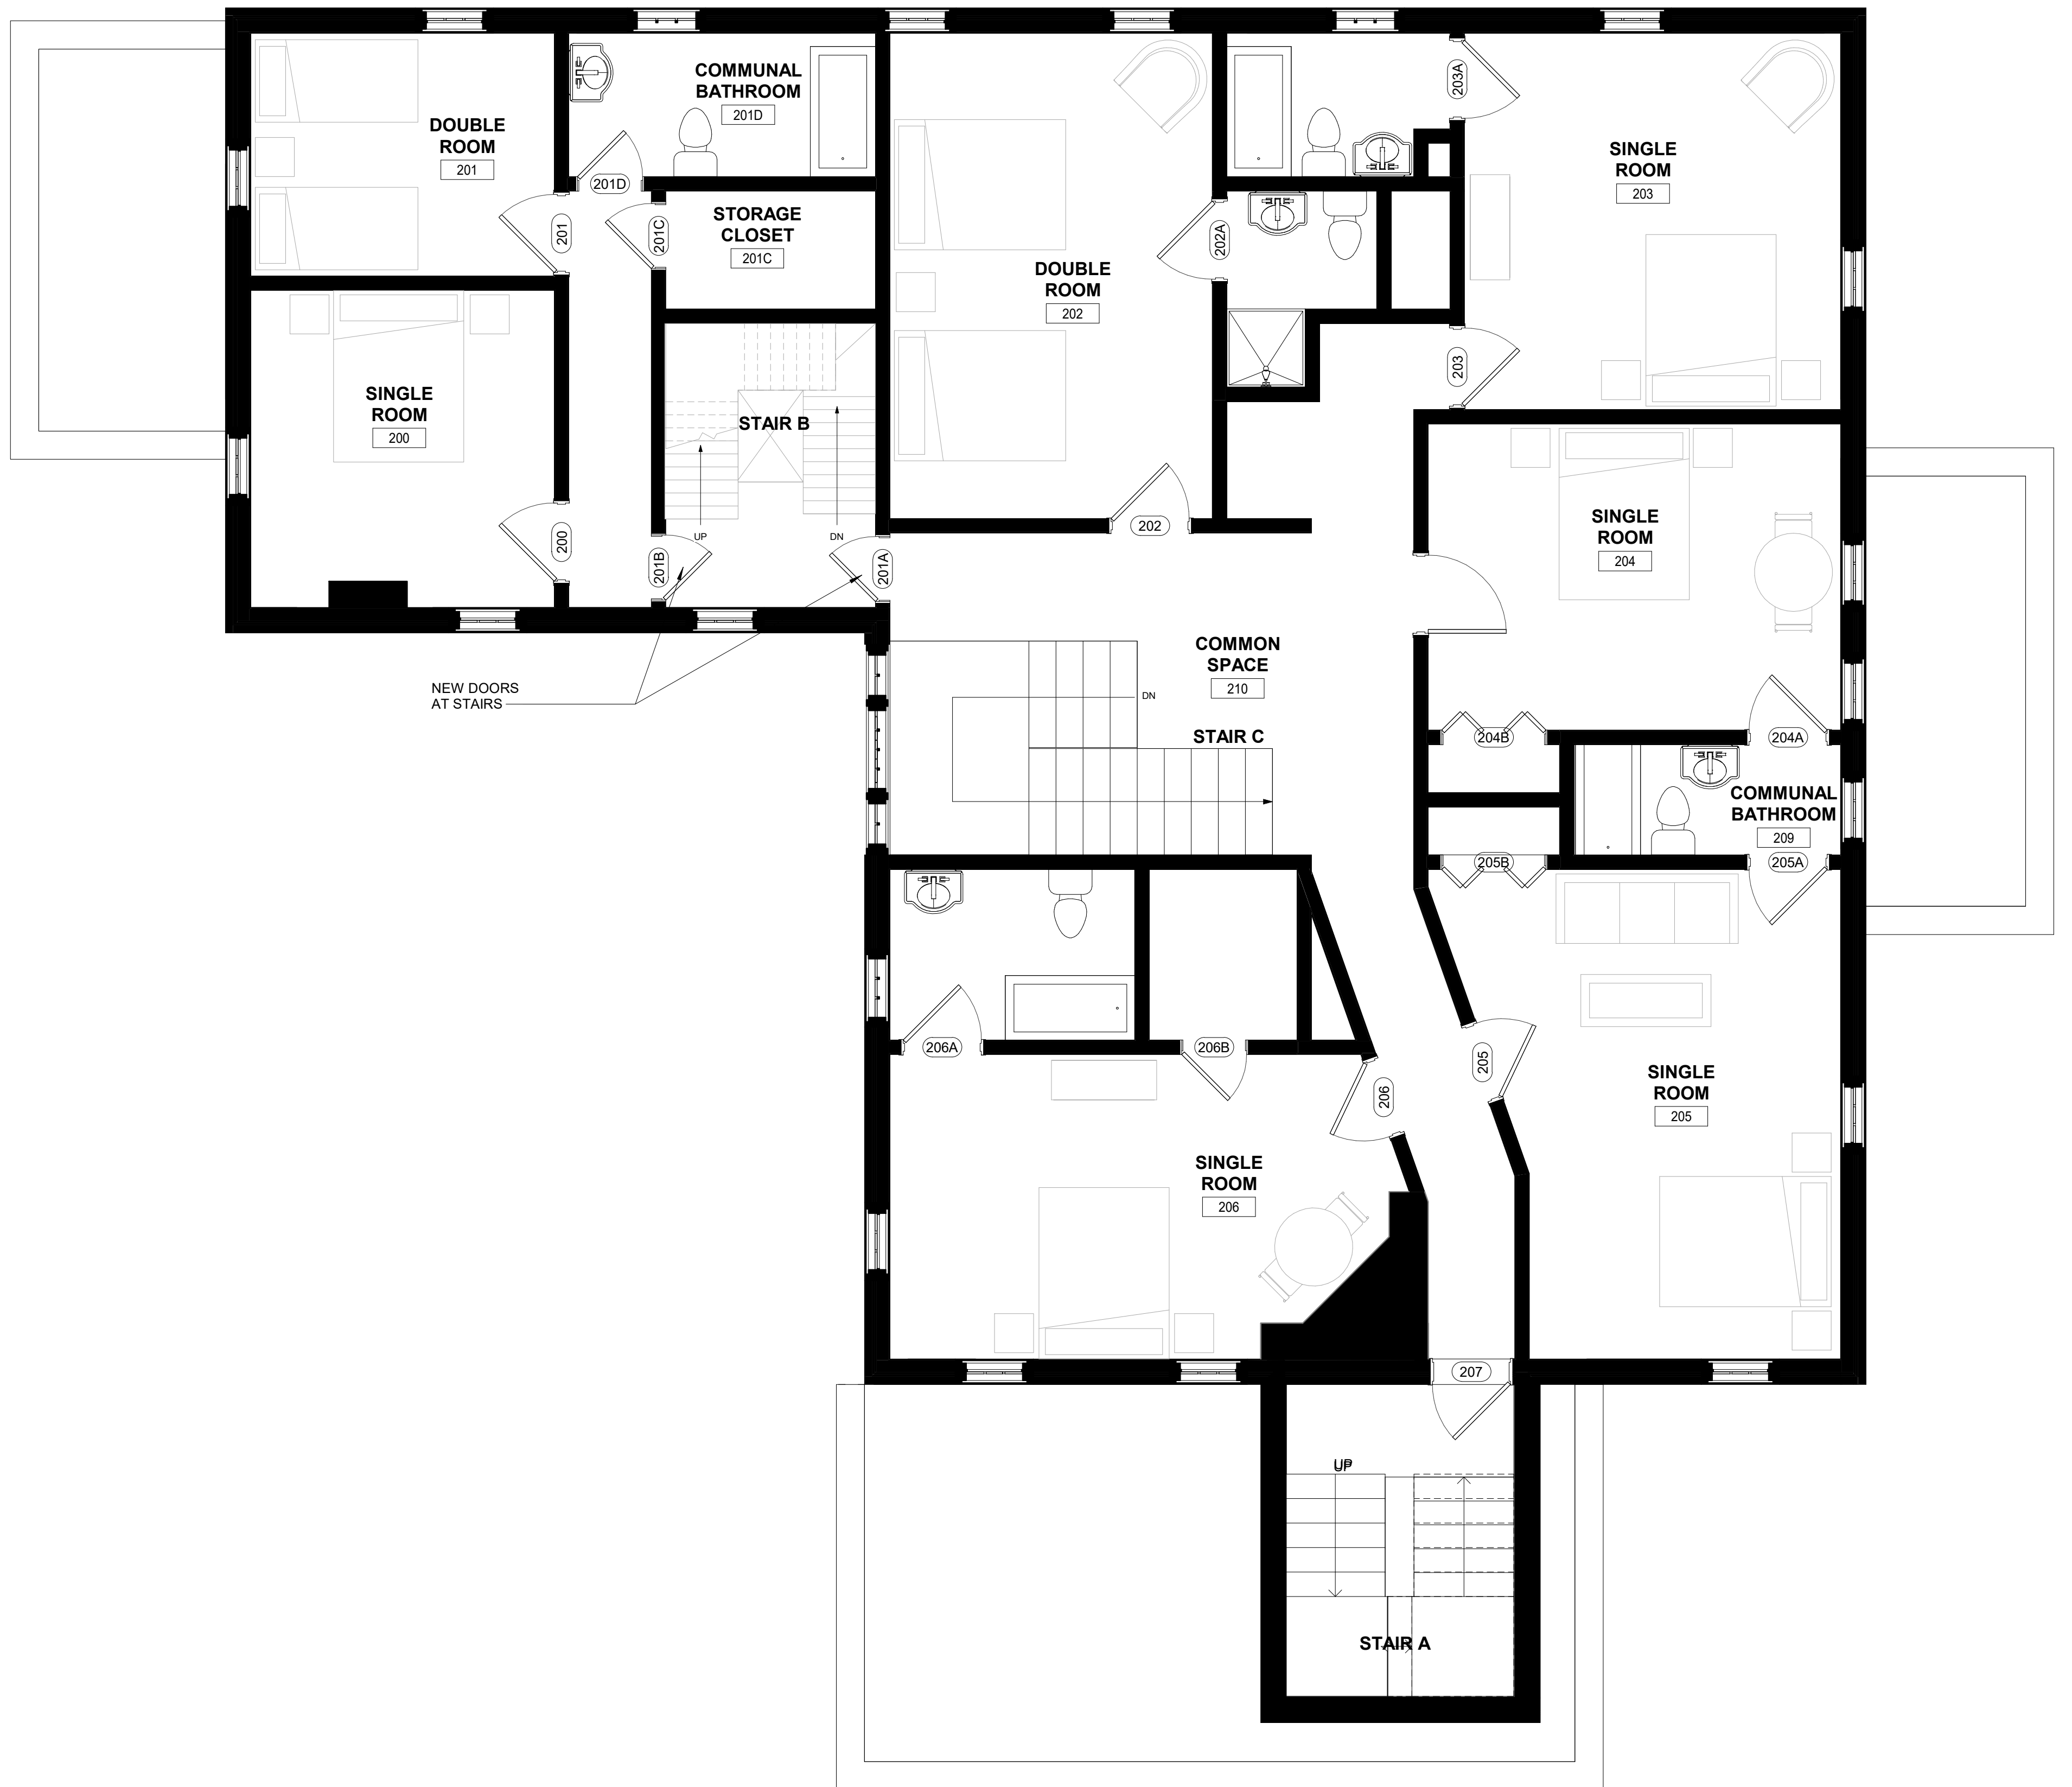 COMMUNAL
BATHROOM
201D
DOUBLE
ROOM
201
203A
SINGLE
ROOM
203
201D
201
201C
STORAGE
CLOSET
201C
202A
DOUBLE
ROOM
202
203
SINGLE
ROOM
200
STAIR B
SINGLE
ROOM
204
202
200
201B
UP
DN
201A
COMMON
SPACE
210
NEW DOORS
AT STAIRS
DN
STAIR C
204B
204A
COMMUNAL
BATHROOM
209
205B
205A
206A
206B
205
206
SINGLE
ROOM
205
SINGLE
ROOM
206
207
UP
UP
STAIR A